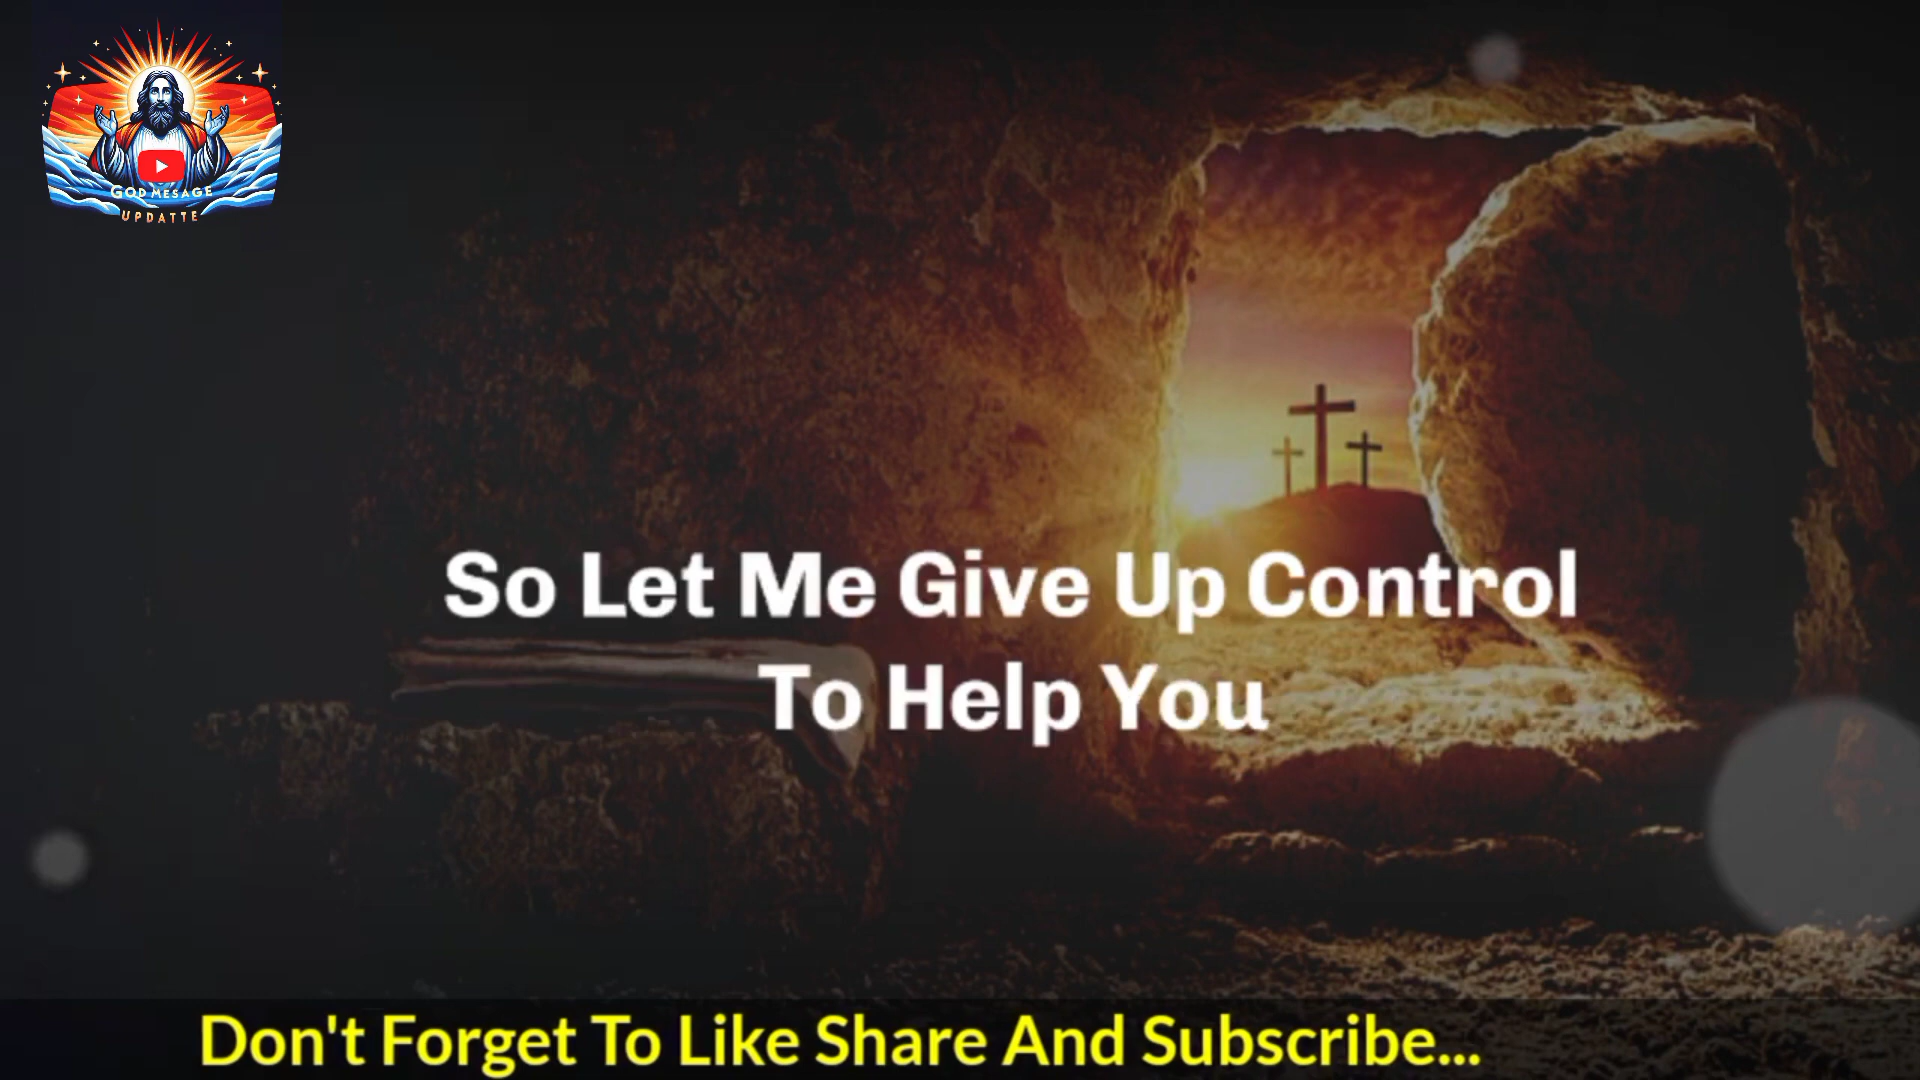 GOD MESAGE
UPDATTE
So Let Me Give Up Control
To Help You
Don't Forget To Like Share And Subscribe...